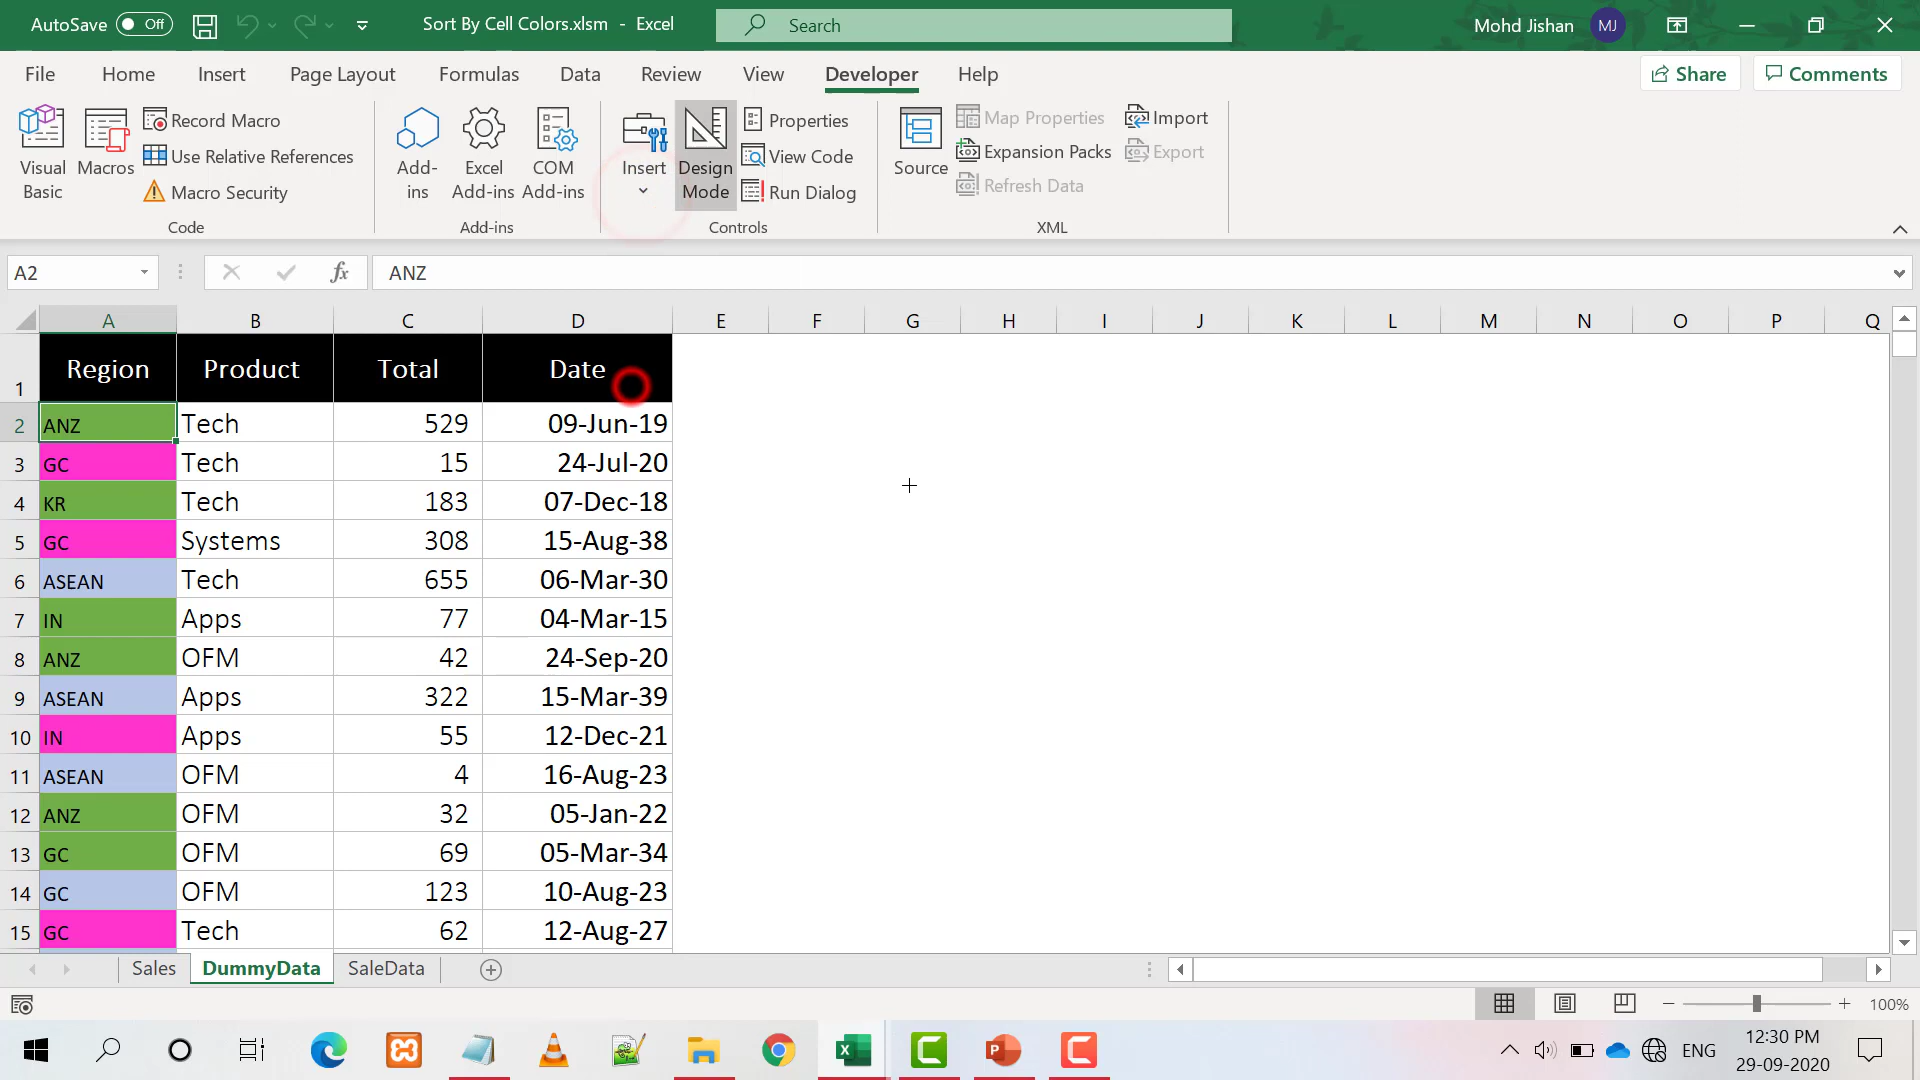 AutoSave Off Sort By Cell Colors.xlsm - Excel Search Mohd Jishan MJ
File Home Insert Page Layout Formulas Data Review View Developer Help Share Comments
Visual Basic
Macros
Record Macro
Use Relative References
Macro Security
Code
Add-ins
Excel Add-ins
COM Add-ins
Add-ins
Insert
Design Mode
Properties
View Code
Run Dialog
Controls
Source
Map Properties
Expansion Packs
Refresh Data
Import
Export
XML
A2 fx ANZ
A B C D E F G H I J K L M N O P Q
1 Region Product Total Date
2 ANZ Tech 529 09-Jun-19
3 GC Tech 15 24-Jul-20
4 KR Tech 183 07-Dec-18
5 GC Systems 308 15-Aug-38
6 ASEAN Tech 655 06-Mar-30
7 IN Apps 77 04-Mar-15
8 ANZ OFM 42 24-Sep-20
9 ASEAN Apps 322 15-Mar-39
10 IN Apps 55 12-Dec-21
11 ASEAN OFM 4 16-Aug-23
12 ANZ OFM 32 05-Jan-22
13 GC OFM 69 05-Mar-34
14 GC OFM 123 10-Aug-23
15 GC Tech 62 12-Aug-27
Sales DummyData SaleData
100%
ENG 12:30 PM
29-09-2020